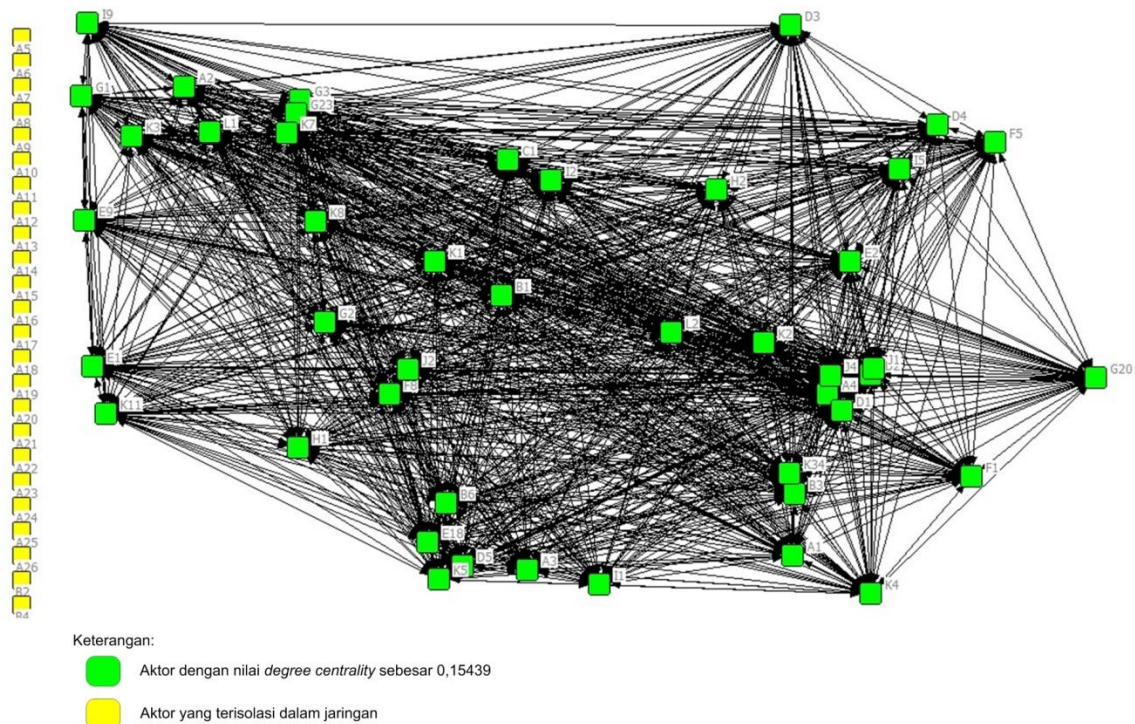 I9
D3
A5
A6
A7
A8
A9
A10
A11
A12
A13
A14
A15
A16
A17
A18
A19
A20
A21
A22
A23
A24
A25
A26
B2
B4
G1
A2
G3
G23
K3
L1
K7
D4
F5
C1
I2
I5
H2
K8
K1
E2
B1
G2
L2
K2
J2
E1
J4
J1
D2
G20
F8
A4
K11
D1
H1
K34
F1
B3
B6
E18
A1
D5
K5
A3
I1
K4
Keterangan:
Aktor dengan nilai degree centrality sebesar 0,15439
Aktor yang terisolasi dalam jaringan